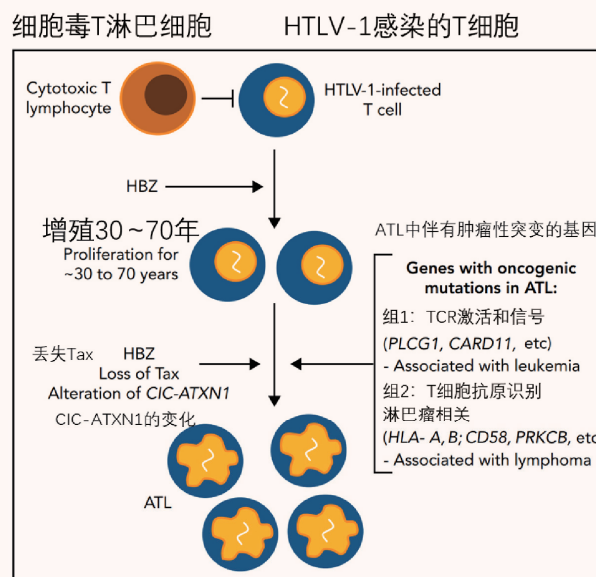 细胞毒T淋巴细胞
HTLV-1感染的T细胞
Cytotoxic T
lymphocyte
HTLV-1-infected
T cell
HBZ
增殖30~70年
Proliferation for
~30 to 70 years
ATL中伴有肿瘤性突变的基因
Genes with oncogenic
mutations in ATL:
组1：TCR激活和信号
(PLCG1, CARD11, etc)
- Associated with leukemia
组2：T细胞抗原识别
淋巴瘤相关
(HLA- A,B; CD58, PRKCB, etc
- Associated with lymphoma
丢失Tax
HBZ
Loss of Tax
Alteration of CIC-ATXN1
CIC-ATXN1的变化
ATL